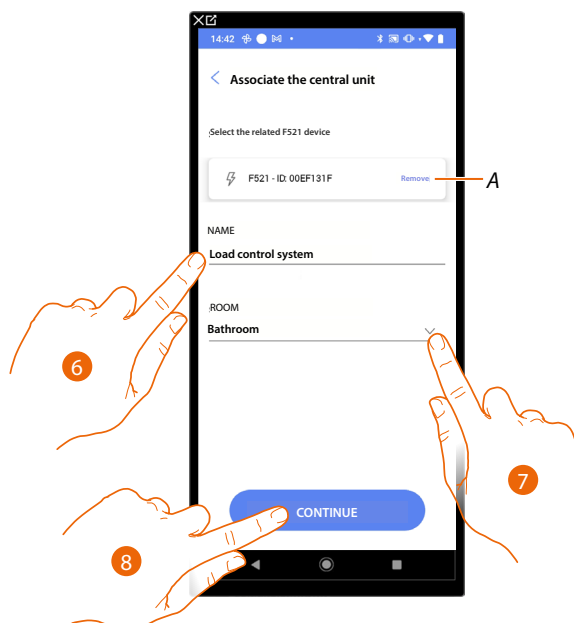 14:42
Associate the central unit
Select the related F521 device
F521 - ID: 00EF131F Remove
A
NAME
Load control system
ROOM
Bathroom
6
7
CONTINUE
8